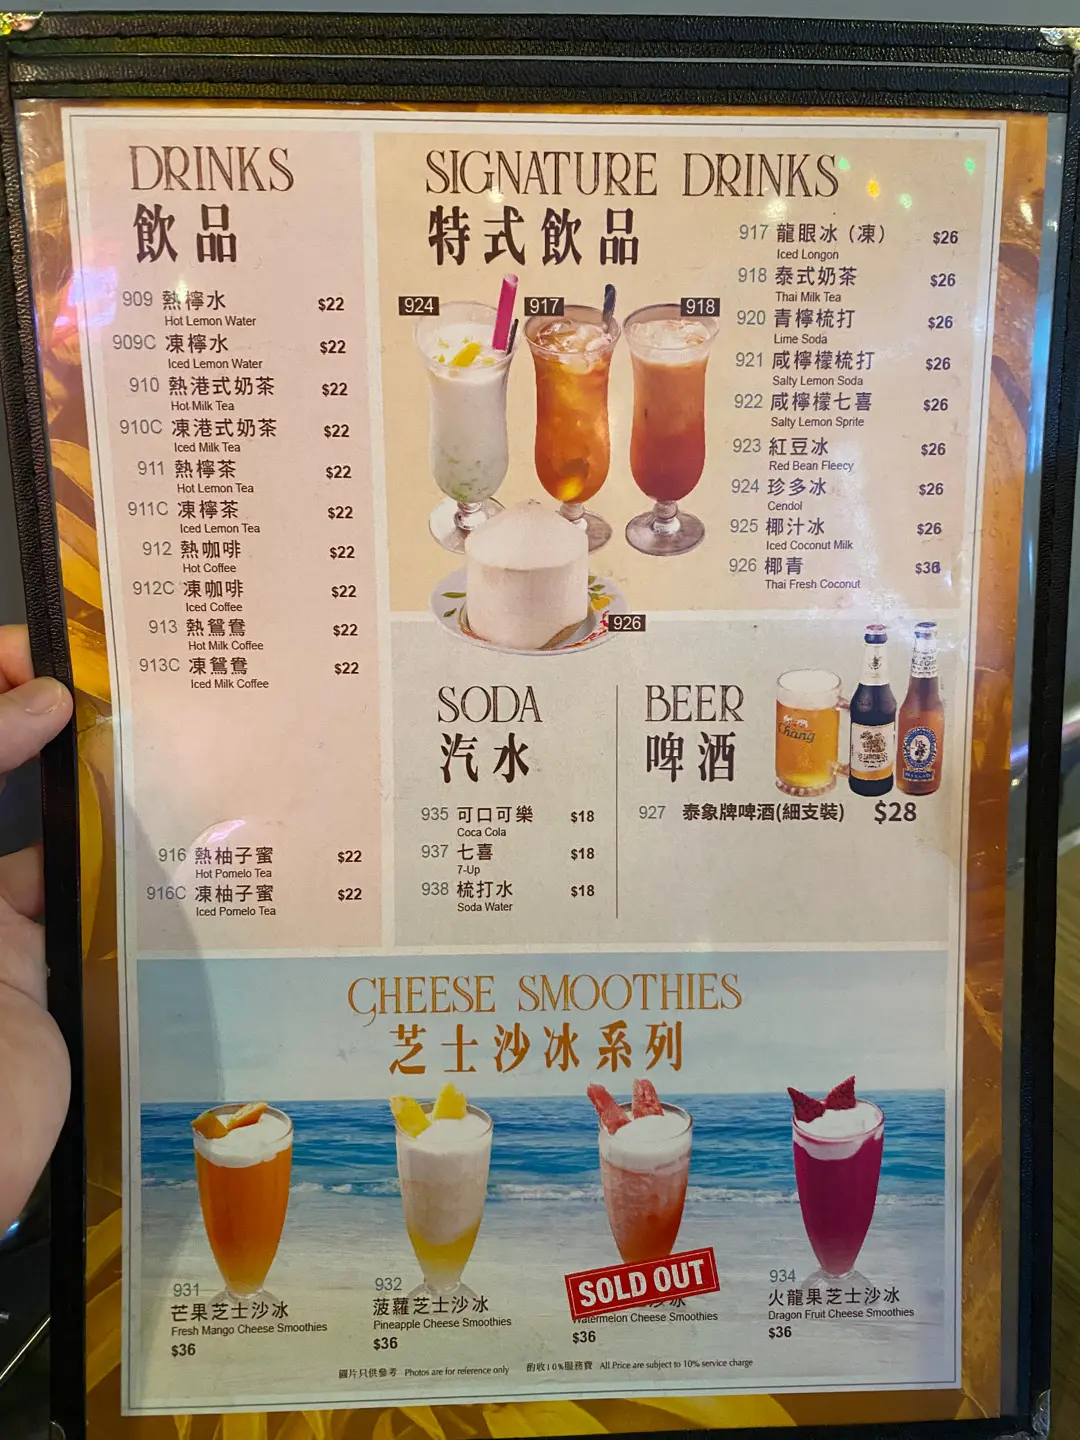 DRINKS
飲品
909 熱檸水 $22
Hot Lemon Water
909C 凍檸水 $22
Iced Lemon Water
910 熱港式奶茶 $22
Hot Milk Tea
910C 凍港式奶茶 $22
Iced Milk Tea
911 熱檸茶 $22
Hot Lemon Tea
911C 凍檸茶 $22
Iced Lemon Tea
912 熱咖啡 $22
Hot Coffee
912C 凍咖啡 $22
Iced Coffee
913 熱鴛鴦 $22
Hot Milk Coffee
913C 凍鴛鴦 $22
Iced Milk Coffee
916 熱柚子蜜 $22
Hot Pomelo Tea
916C 凍柚子蜜 $22
Iced Pomelo Tea
SIGNATURE DRINKS
特式飲品
924
917
918
926
917 龍眼冰 (凍) $26
Iced Longon
918 泰式奶茶 $26
Thai Milk Tea
920 青檸梳打 $26
Lime Soda
921 咸檸檬梳打 $26
Salty Lemon Soda
922 咸檸檬七喜 $26
Salty Lemon Sprite
923 紅豆冰 $26
Red Bean Fleecy
924 珍多冰 $26
Cendol
925 椰汁冰 $26
Iced Coconut Milk
926 椰青
Thai Fresh Coconut
SODA
汽水
935 可口可樂 $18
Coca Cola
937 七喜 $18
7-Up
938 梳打水 $18
Soda Water
BEER
啤酒
Chang
927 泰象牌啤酒(細支裝) $28
CHEESE SMOOTHIES
芝士沙冰系列
931
芒果芝士沙冰
Fresh Mango Cheese Smoothies
$36
932
菠蘿芝士沙冰
Pineapple Cheese Smoothies
$36
SOLD OUT
沙冰
Watermelon Cheese Smoothies
$36
934
火龍果芝士沙冰
Dragon Fruit Cheese Smoothies
$36
圖片只供參考 Photos are for reference only 酌收10%服務費 All Price are subject to 10% service charge